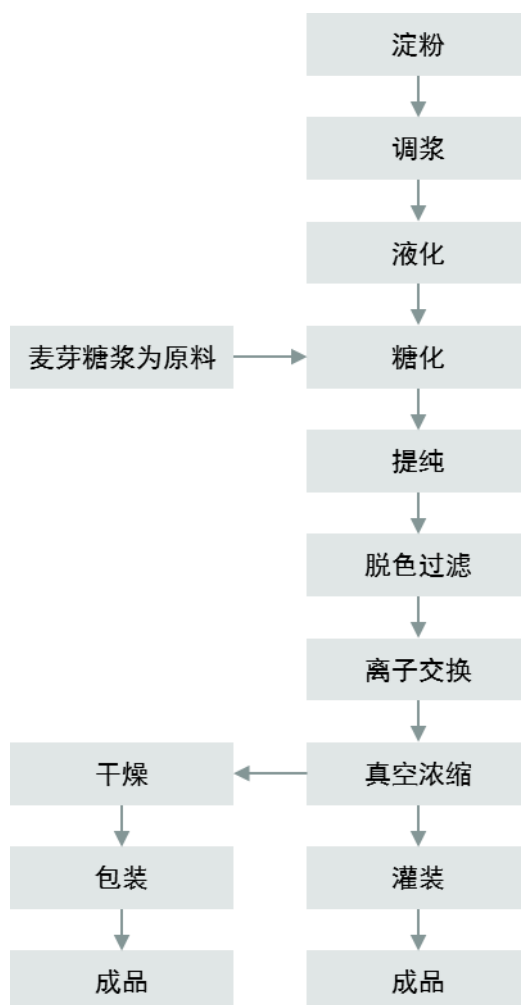 淀粉
调浆
液化
麦芽糖浆为原料
糖化
提纯
脱色过滤
离子交换
干燥
真空浓缩
包装
灌装
成品
成品